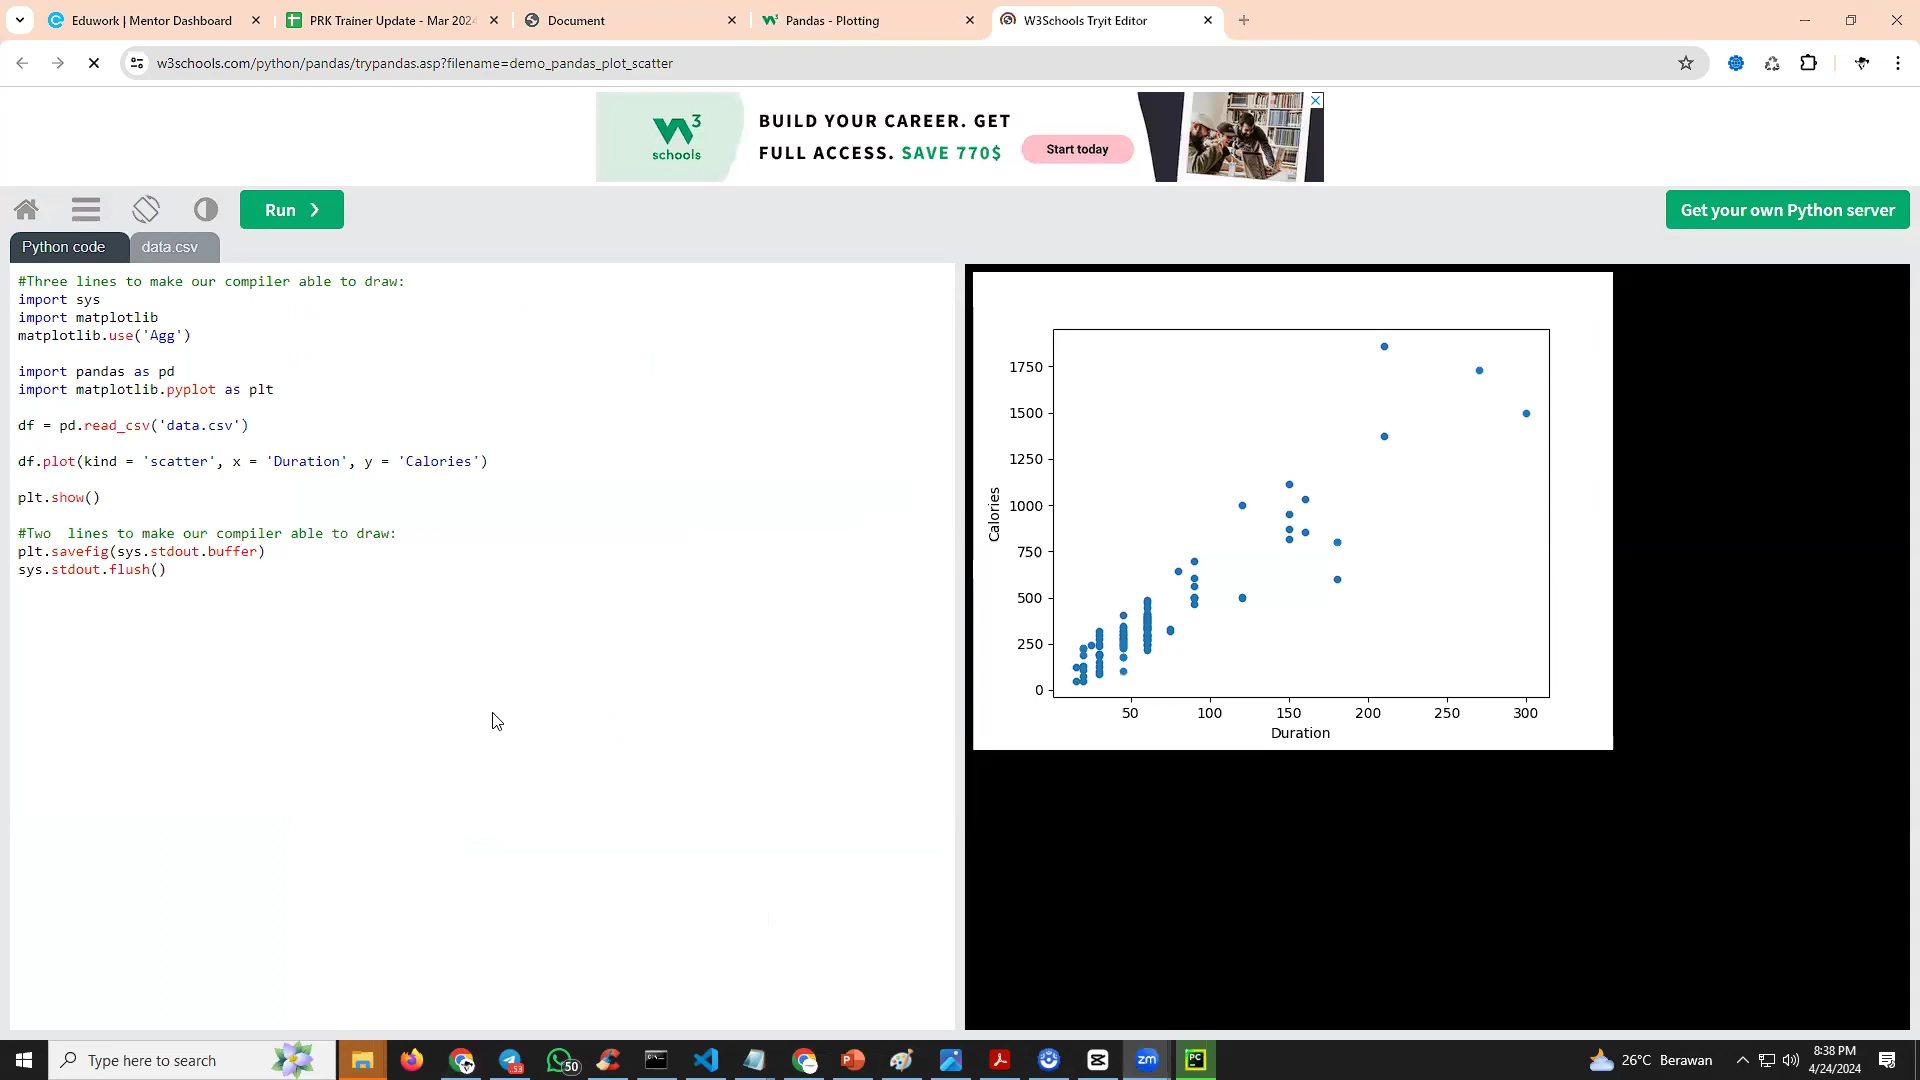 Eduwork | Mentor Dashboard
PRK Trainer Update - Mar 2024
Document
Pandas - Plotting
W3Schools Tryit Editor
w3schools.com/python/pandas/trypandas.asp?filename=demo_pandas_plot_scatter
W3
schools
BUILD YOUR CAREER. GET
FULL ACCESS. SAVE 770$
Start today
Run ❯
Get your own Python server
Python code
data.csv
#Three lines to make our compiler able to draw:
import sys
import matplotlib
matplotlib.use('Agg')
import pandas as pd
import matplotlib.pyplot as plt
df = pd.read_csv('data.csv')
df.plot(kind = 'scatter', x = 'Duration', y = 'Calories')
plt.show()
#Two  lines to make our compiler able to draw:
plt.savefig(sys.stdout.buffer)
sys.stdout.flush()
Calories
1750
1500
1250
1000
750
500
250
0
50 100 150 200 250 300
Duration
Type here to search
53
50
zm
PC
26°C Berawan
8:38 PM
4/24/2024